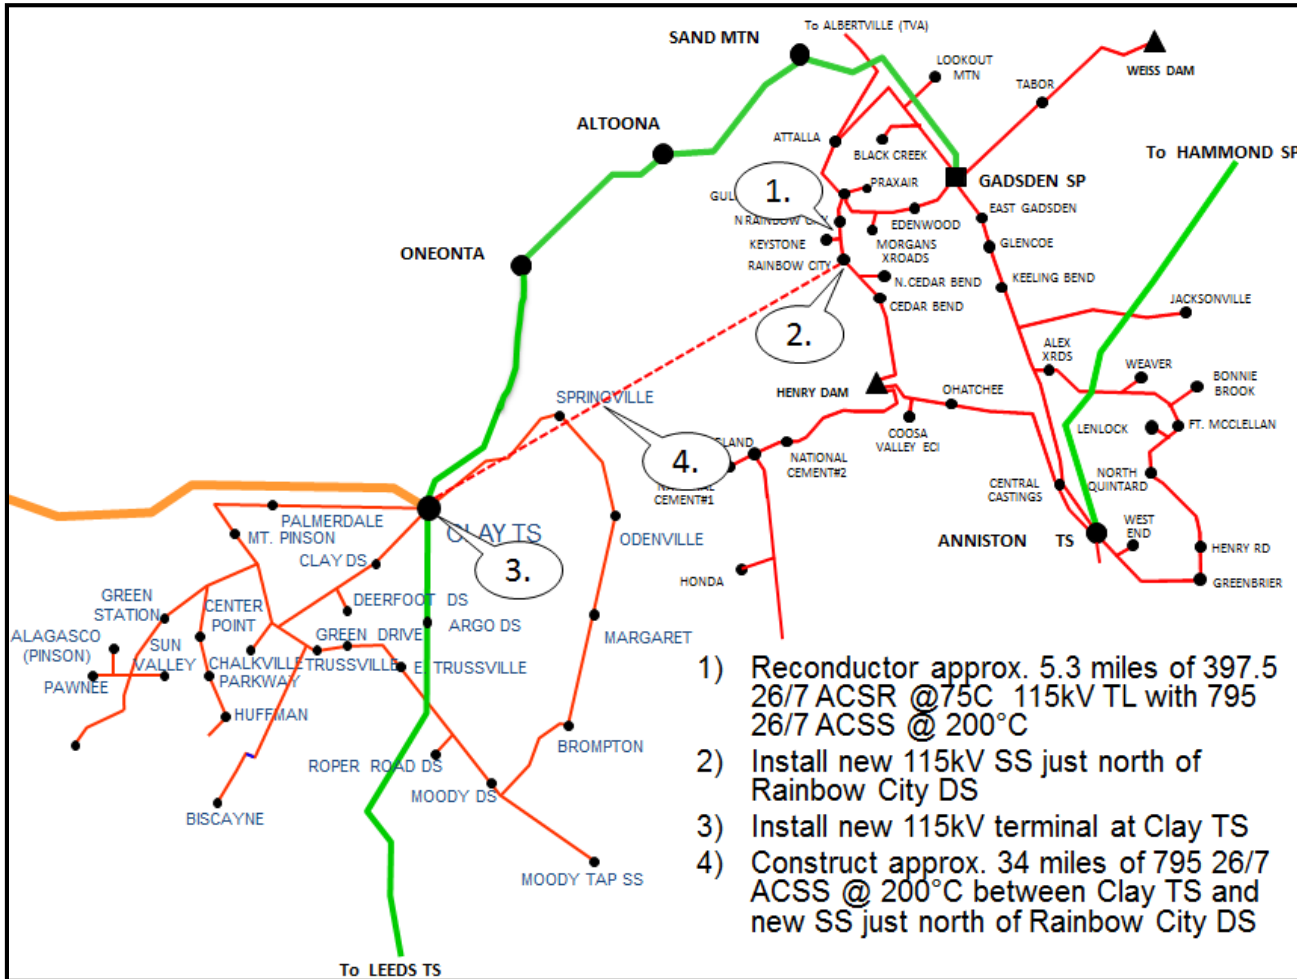 To ALBERTVILLE (TVA)
SAND MTN
LOOKOUT
MTN
WEISS DAM
TABOR
ALTOONA
ATTALLA
BLACK CREEK
To HAMMOND SP
1.
PRAXAIR
GADSDEN SP
EDENWOOD
EAST GADSDEN
N RAINBOW CITY
KEYSTONE
MORGANS
XROADS
GLENCOE
ONEONTA
RAINBOW CITY
N.CEDAR BEND
KEELING BEND
CEDAR BEND
JACKSONVILLE
2.
ALEX
XRDS
WEAVER
BONNIE
BROOK
HENRY DAM
OHATCHEE
SPRINGVILLE
COOSA
VALLEY ECI
LENLOCK
FT. MCCLELLAN
4.
LAND
NATIONAL
CEMENT#2
CEMENT#1
CENTRAL
CASTINGS
NORTH
QUINTARD
PALMERDALE
MT. PINSON
CLAY TS
ODENVILLE
ANNISTON TS
WEST
END
HENRY RD
CLAY DS
3.
HONDA
GREENBRIER
GREEN
STATION
CENTER
POINT
DEERFOOT DS
ARGO DS
ALAGASCO
(PINSON)
SUN
VALLEY
GREEN DRIVE
MARGARET
CHALKVILLE
PARKWAY
TRUSSVILLE
E. TRUSSVILLE
PAWNEE
HUFFMAN
BROMPTON
ROPER ROAD DS
MOODY DS
BISCAYNE
MOODY TAP SS
To LEEDS TS
1) Reconductor approx. 5.3 miles of 397.5
26/7 ACSR @75C 115kV TL with 795
26/7 ACSS @ 200°C
2) Install new 115kV SS just north of
Rainbow City DS
3) Install new 115kV terminal at Clay TS
4) Construct approx. 34 miles of 795 26/7
ACSS @ 200°C between Clay TS and
new SS just north of Rainbow City DS